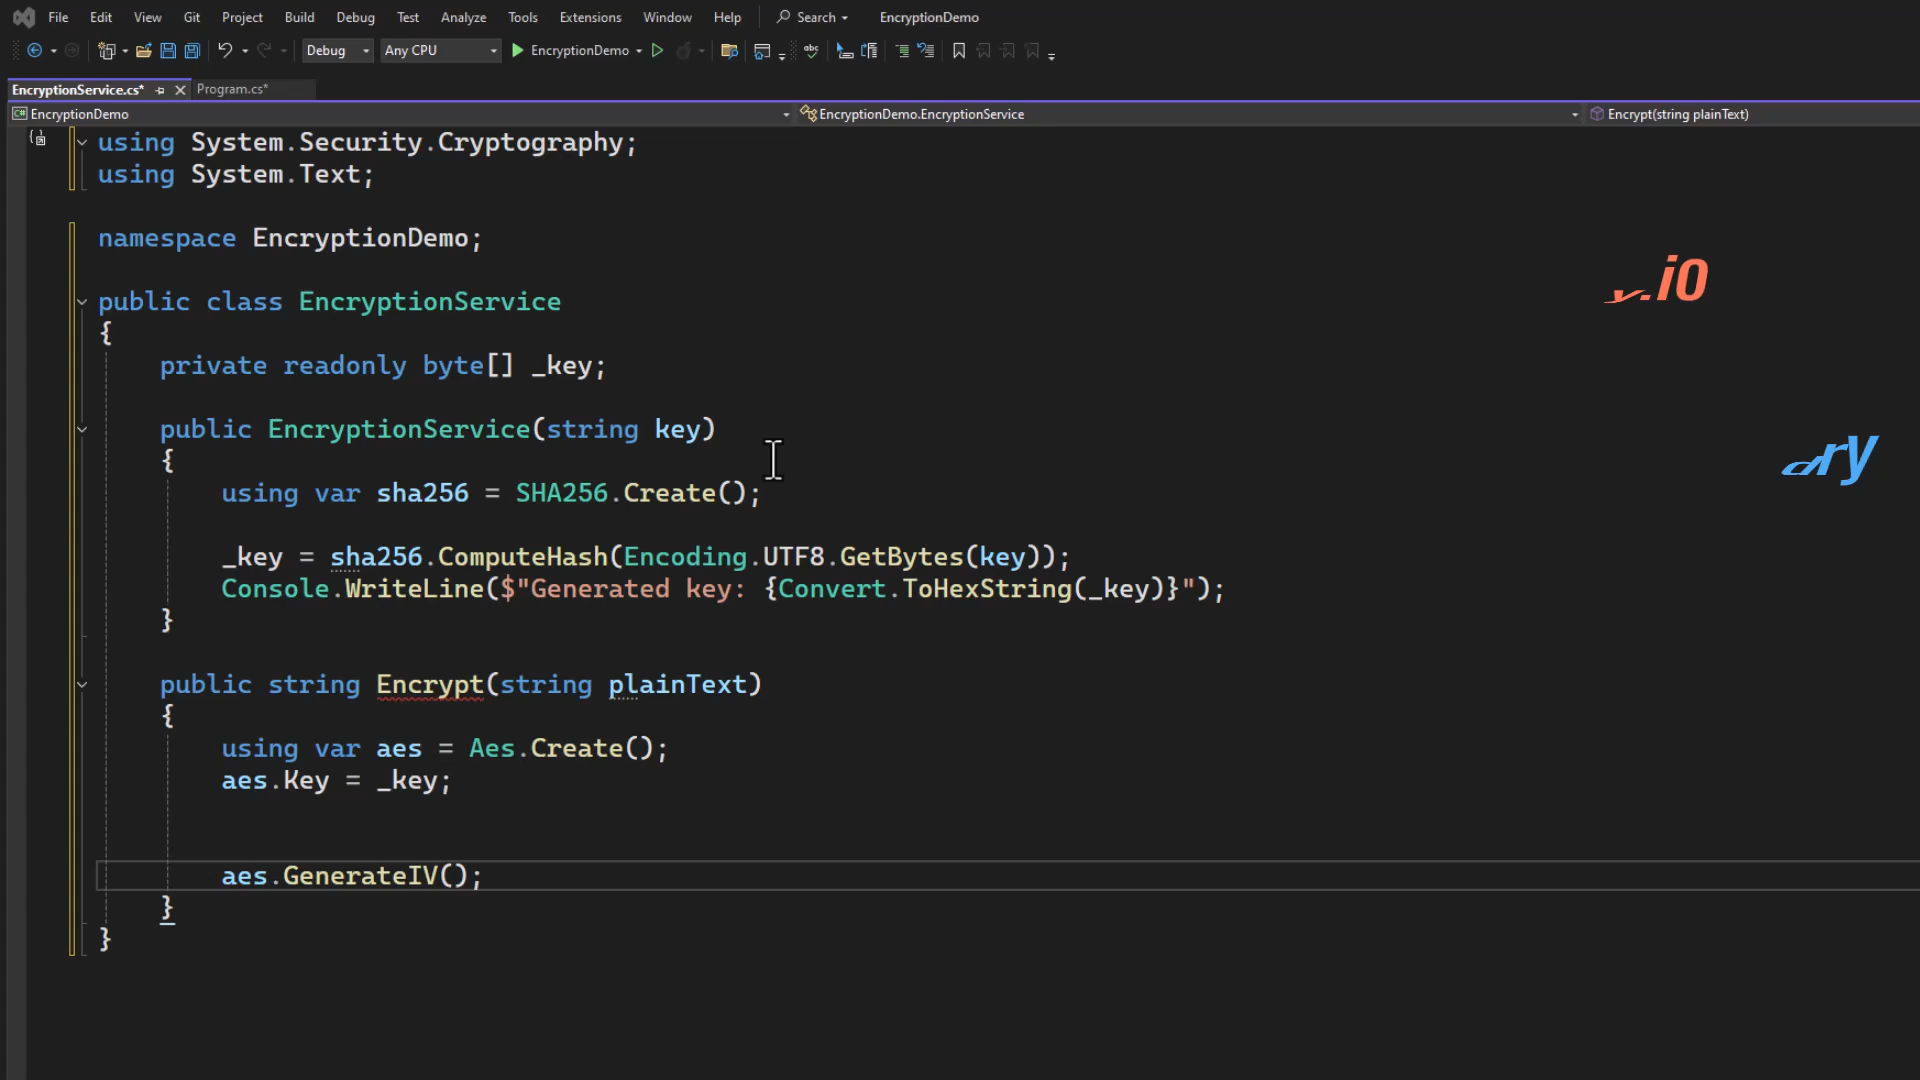 File Edit View Git Project Build Debug Test Analyze Tools Extensions Window Help Search EncryptionDemo
Debug Any CPU EncryptionDemo abc
EncryptionService.cs* Program.cs*
C# EncryptionDemo EncryptionDemo.EncryptionService Encrypt(string plainText)
using System.Security.Cryptography;
using System.Text;
namespace EncryptionDemo;
public class EncryptionService
{
private readonly byte[] _key;
public EncryptionService(string key)
{
using var sha256 = SHA256.Create();
_key = sha256.ComputeHash(Encoding.UTF8.GetBytes(key));
Console.WriteLine($"Generated key: {Convert.ToHexString(_key)}");
}
public string Encrypt(string plainText)
{
using var aes = Aes.Create();
aes.Key = _key;
aes.GenerateIV();
}
}